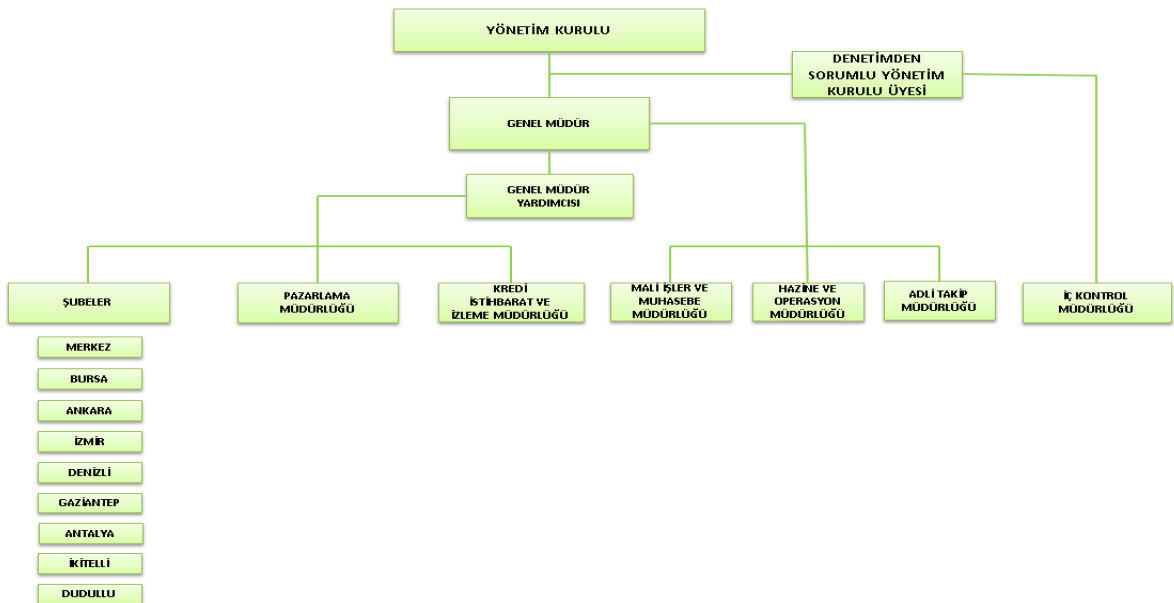 YÖNETİM KURULU
DENETİMDEN
SORUMLU YÖNETİM
KURULU ÜYESİ
GENEL MÜDÜR
GENEL MÜDÜR
YARDIMCISI
ŞUBELER
PAZARLAMA
MÜDÜRLÜĞÜ
KREDİ
İSTİHBARAT VE
İZLEME MÜDÜRLÜĞÜ
MALİ İŞLER VE
MUHASEBE
MÜDÜRLÜĞÜ
HAZİNE VE
OPERASYON
MÜDÜRLÜĞÜ
ADLİ TAKİP
MÜDÜRLÜĞÜ
İÇ KONTROL
MÜDÜRLÜĞÜ
MERKEZ
BURSA
ANKARA
İZMİR
DENİZLİ
GAZİANTEP
ANTALYA
İKİTELLİ
DUDULLU